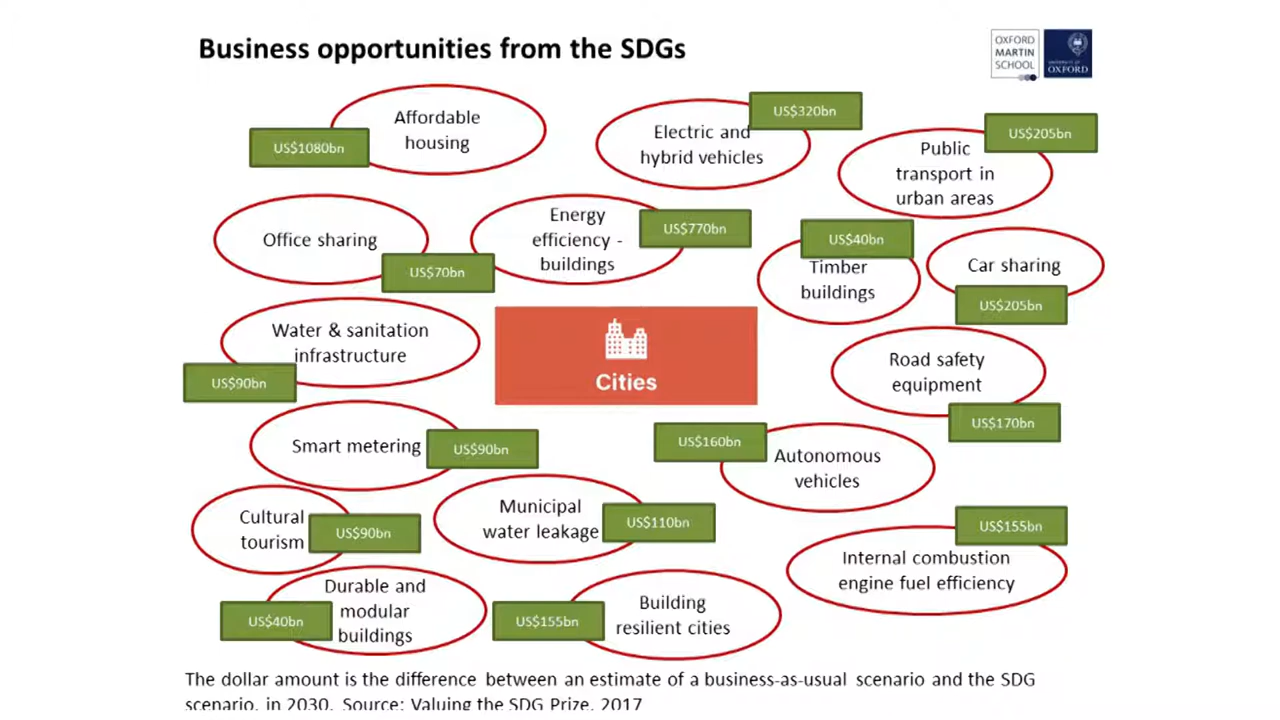 Business opportunities from the SDGs
OXFORD
MARTIN
SCHOOL
UNIVERSITY OF
OXFORD
Affordable
housing
US$1080bn
Electric and
hybrid vehicles
US$320bn
Public
transport in
urban areas
US$205bn
Office sharing
US$70bn
Energy
efficiency -
buildings
US$770bn
Timber
buildings
US$40bn
Car sharing
US$205bn
Water & sanitation
infrastructure
US$90bn
Cities
Road safety
equipment
US$170bn
Smart metering
US$90bn
US$160bn
Autonomous
vehicles
Cultural
tourism
US$90bn
Municipal
water leakage
US$110bn
US$155bn
Internal combustion
engine fuel efficiency
Durable and
modular
buildings
US$40bn
US$155bn
Building
resilient cities
The dollar amount is the difference between an estimate of a business-as-usual scenario and the SDG
scenario, in 2030. Source: Valuing the SDG Prize, 2017